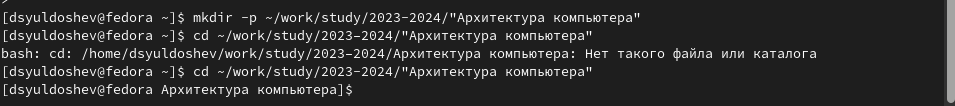 [dsyuldoshev@fedora ~]$ mkdir -p ~/work/study/2023-2024/"Архитектура компьютера"
[dsyuldoshev@fedora ~]$ cd ~/work/study/2023-2024/"Архитектура компьютера"
bash: cd: /home/dsyuldoshev/work/study/2023-2024/Архитектура компьютера: Нет такого файла или каталога
[dsyuldoshev@fedora ~]$ cd ~/work/study/2023-2024/"Архитектура компьютера"
[dsyuldoshev@fedora Архитектура компьютера]$